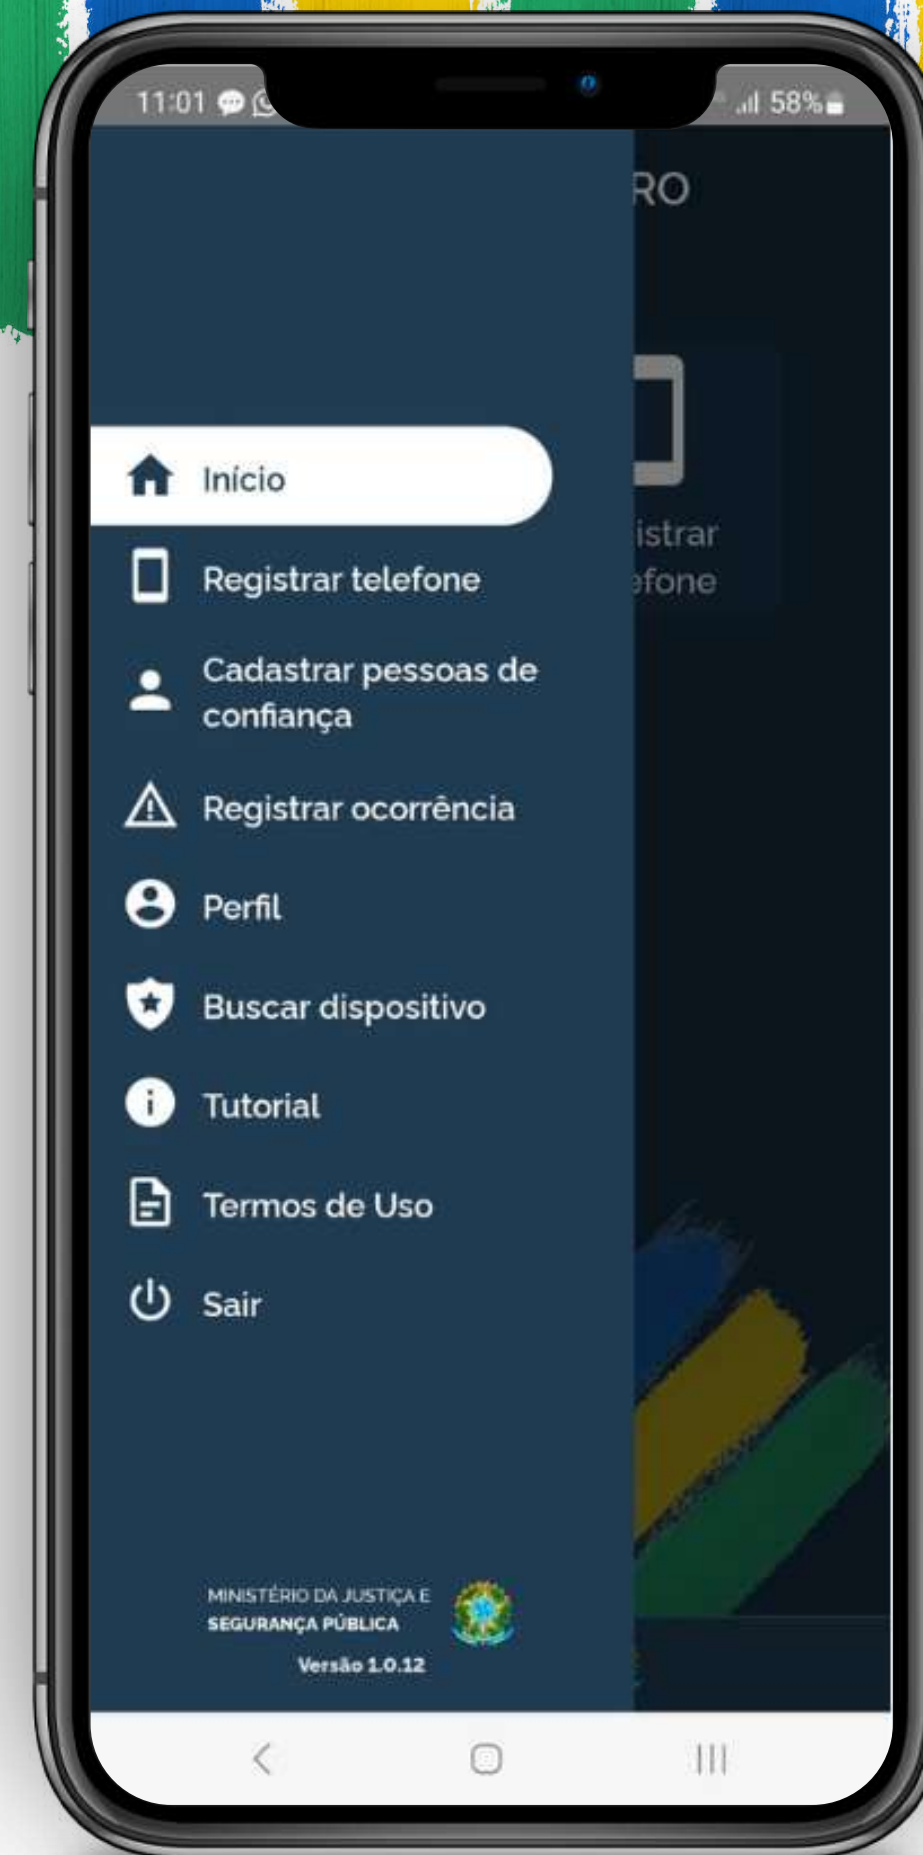 11:01
58%
RO
Início
Registrar telefone
istrar
efone
Cadastrar pessoas de
confiança
Registrar ocorrência
Perfil
Buscar dispositivo
Tutorial
Termos de Uso
Sair
MINISTÉRIO DA JUSTIÇA E
SEGURANÇA PÚBLICA
Versão 1.0.12